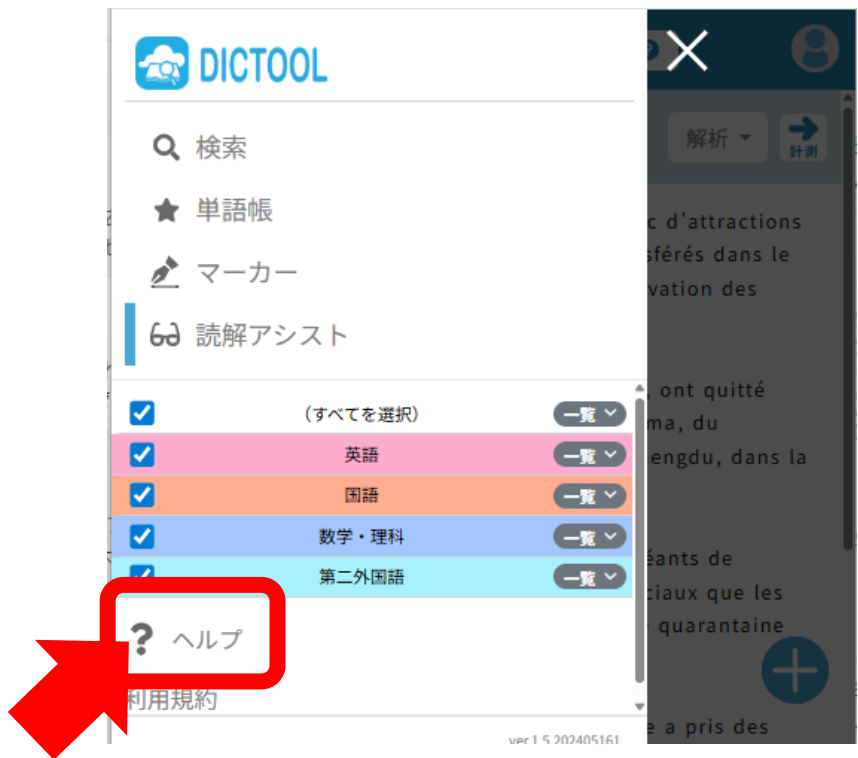 DICTOOL
検索
単語帳
マーカー
読解アシスト
(すべてを選択)
一覧
英語
一覧
国語
一覧
数学・理科
一覧
第二外国語
一覧
? ヘルプ
利用規約
ver.1.5.202405161
解析
計測
c d'attractions
sférés dans le
vation des
, ont quitté
ma, du
engdu, dans la
éants de
ciaux que les
quarantaine
e a pris des